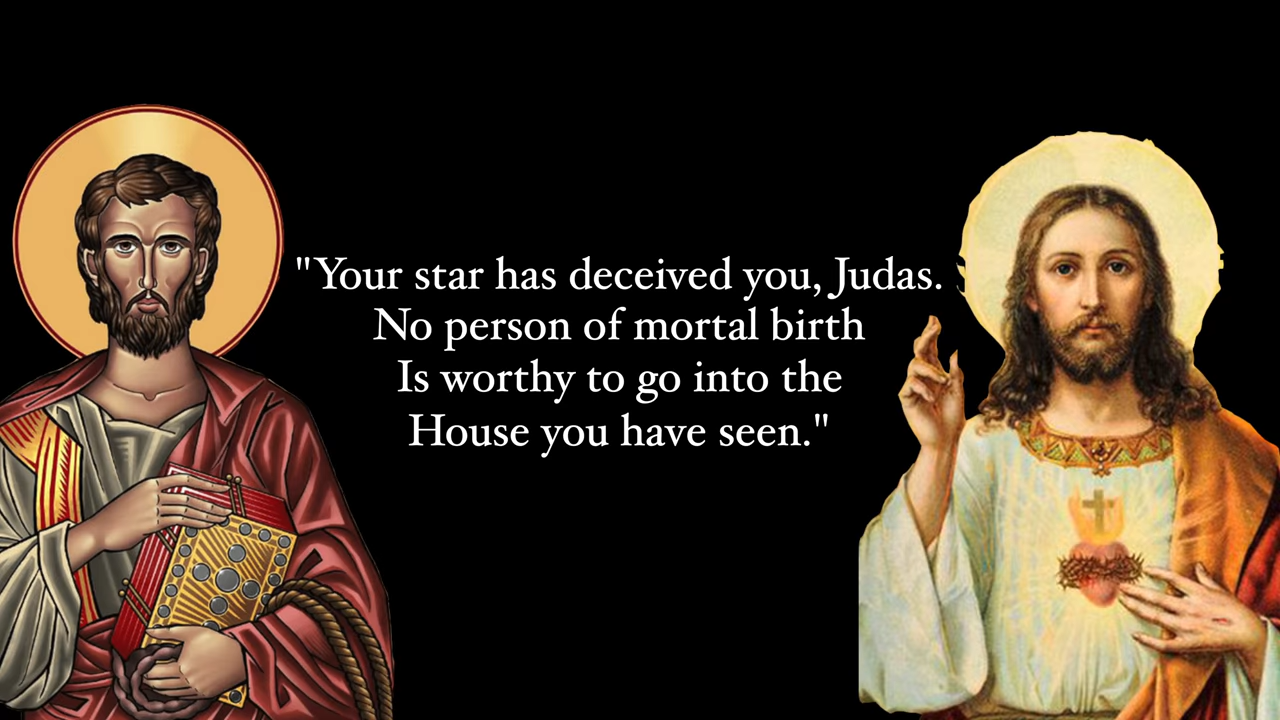 "Your star has deceived you, Judas.
No person of mortal birth
Is worthy to go into the
House you have seen."